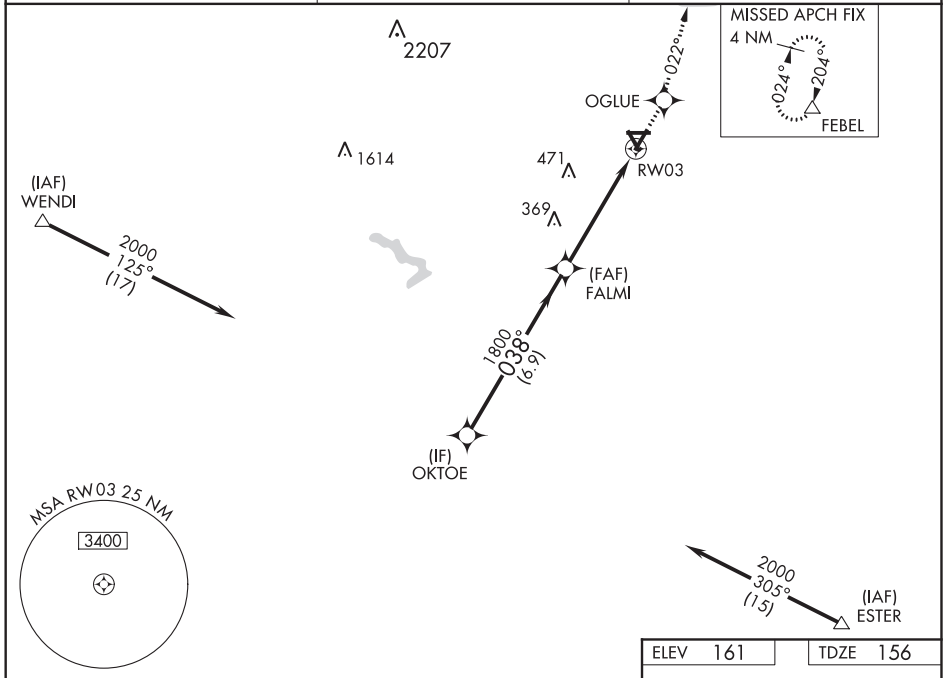 2207
MISSED APCH FIX
4 NM
024°
204°
FEBEL
022°
OGLUE
1614
471
RW03
369
(IAF)
WENDI
2000
125°
(17)
(FAF)
FALMI
1800
038°
(6.9)
(IF)
OKTOE
MSA RW03 25 NM
3400
2000
305°
(15)
(IAF)
ESTER
ELEV 161
TDZE 156